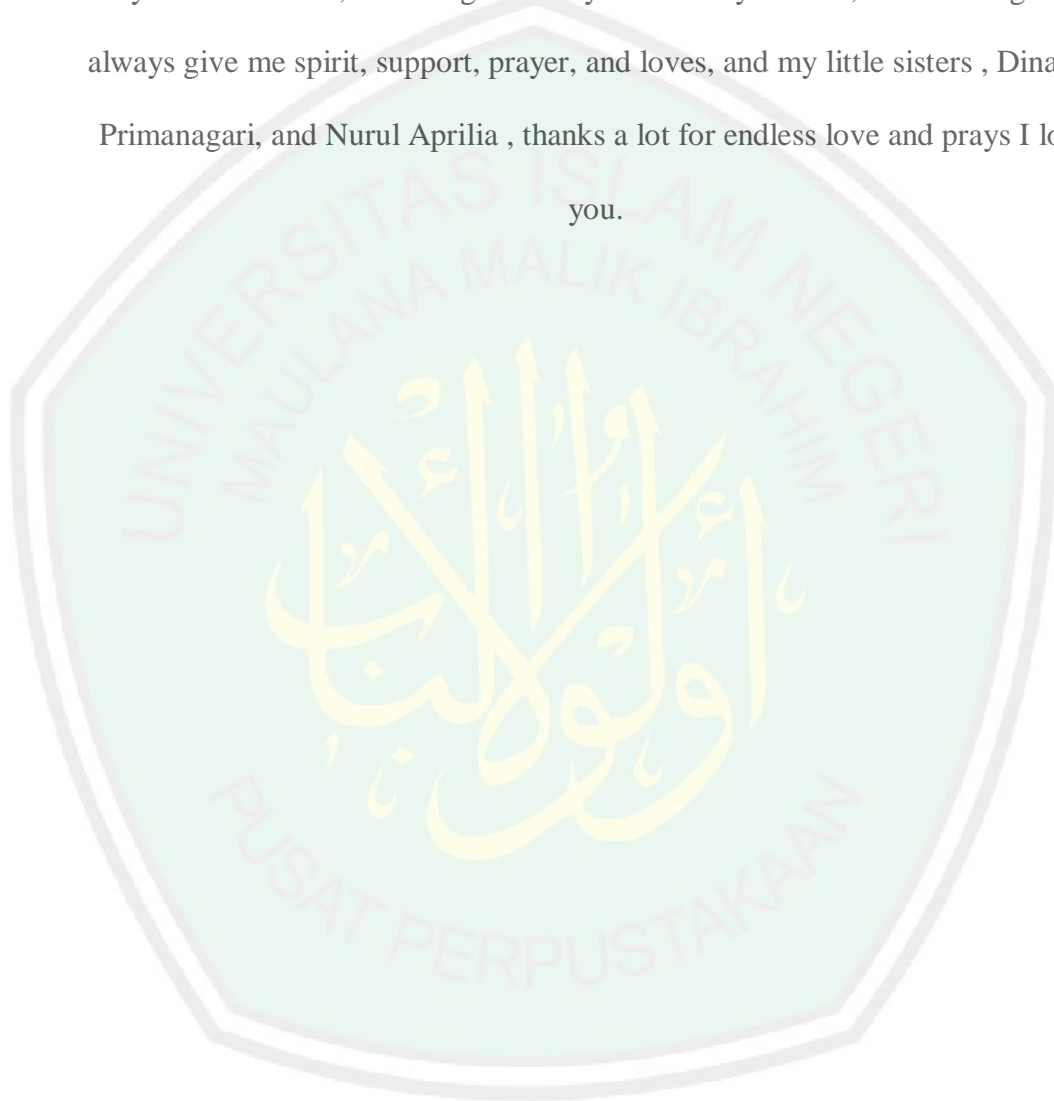 always give me spirit, support, prayer, and loves, and my little sisters , Dina
Primanagari, and Nurul Aprilia , thanks a lot for endless love and prays I lo
you.
UNIVERSITAS ISLAM NEGERI
MAULANA MALIK IBRAHIM
PUSAT PERPUSTAKAAN